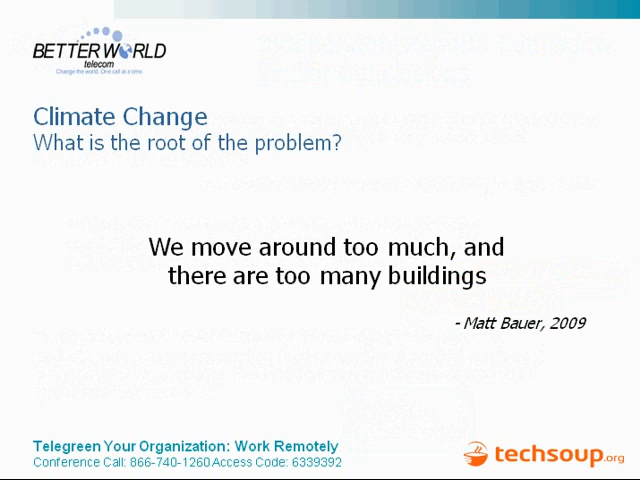 BETTER WORLD
telecom
Change the world. One call at a time.
Climate Change
What is the root of the problem?
We move around too much, and
there are too many buildings
- Matt Bauer, 2009
Telegreen Your Organization: Work Remotely
Conference Call: 866-740-1260 Access Code: 6339392
techsoup.org